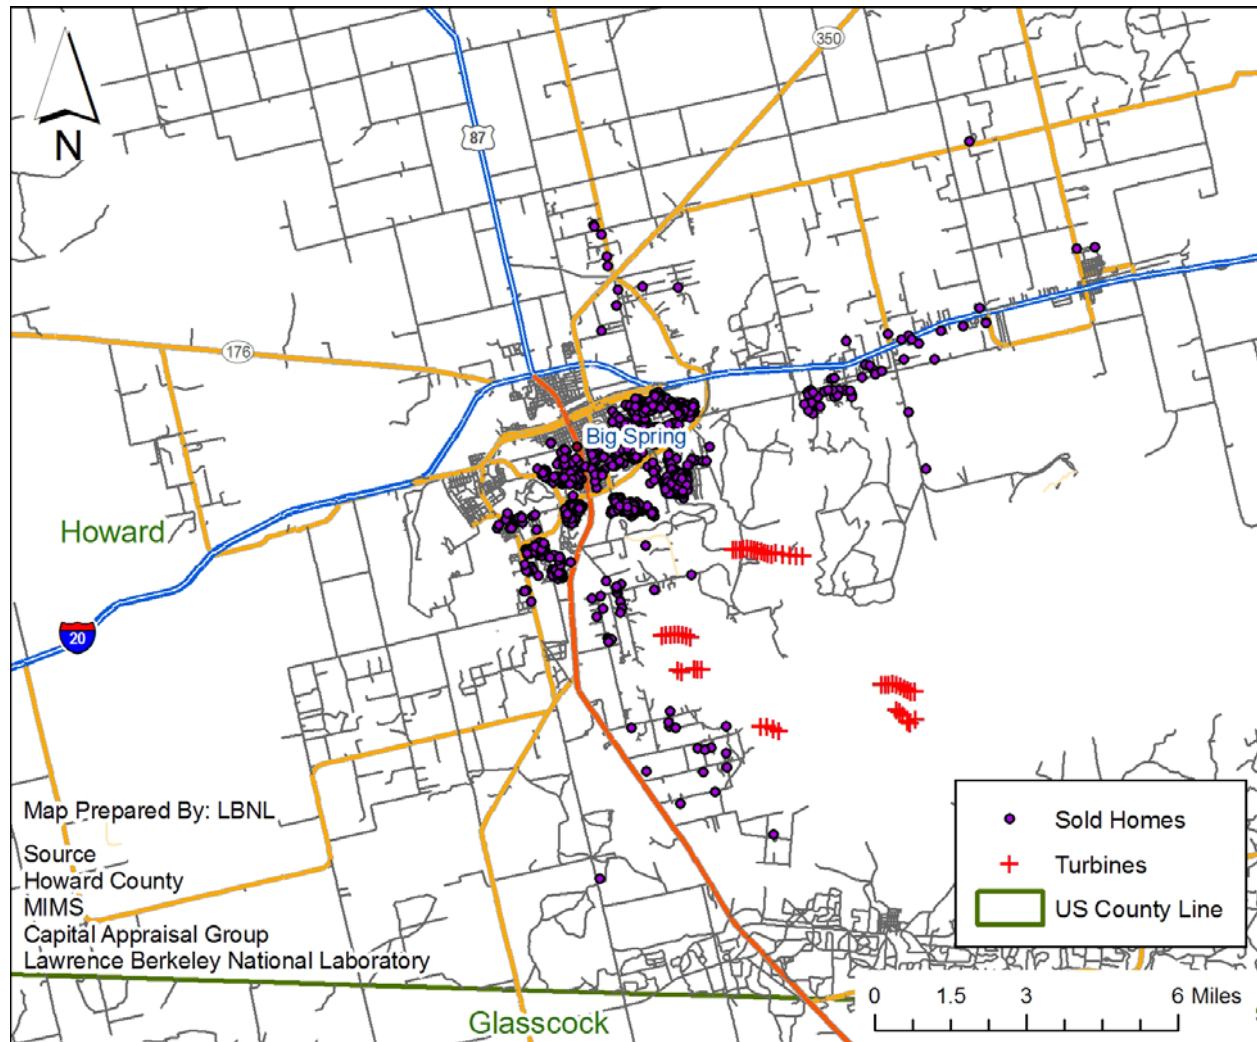 350
87
N
176
Big Spring
Howard
20
Map Prepared By: LBNL
Source
Howard County
MIMS
Capital Appraisal Group
Lawrence Berkeley National Laboratory
Sold Homes
Turbines
US County Line
0 1.5 3 6 Miles
Glasscock